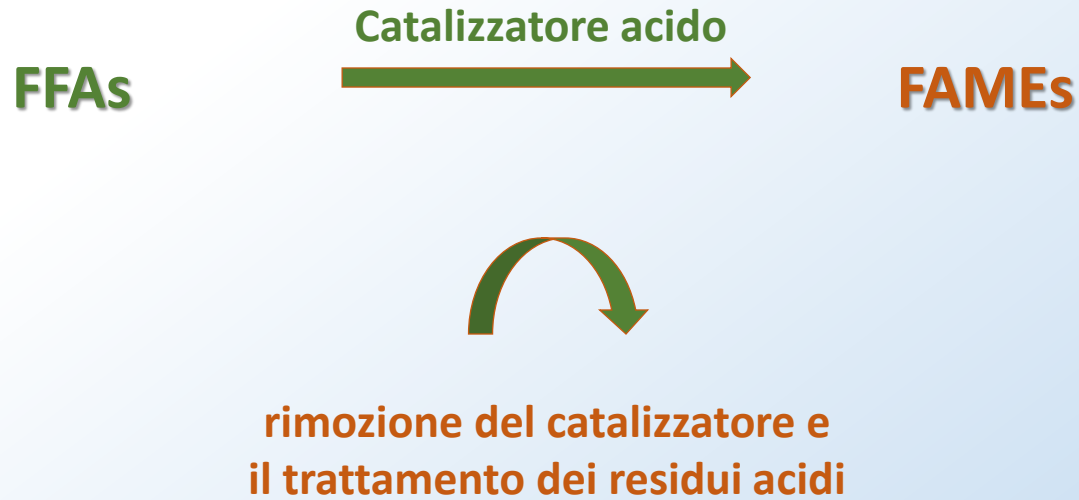 Catalizzatore acido
FFAs
FAMEs
rimozione del catalizzatore e
il trattamento dei residui acidi